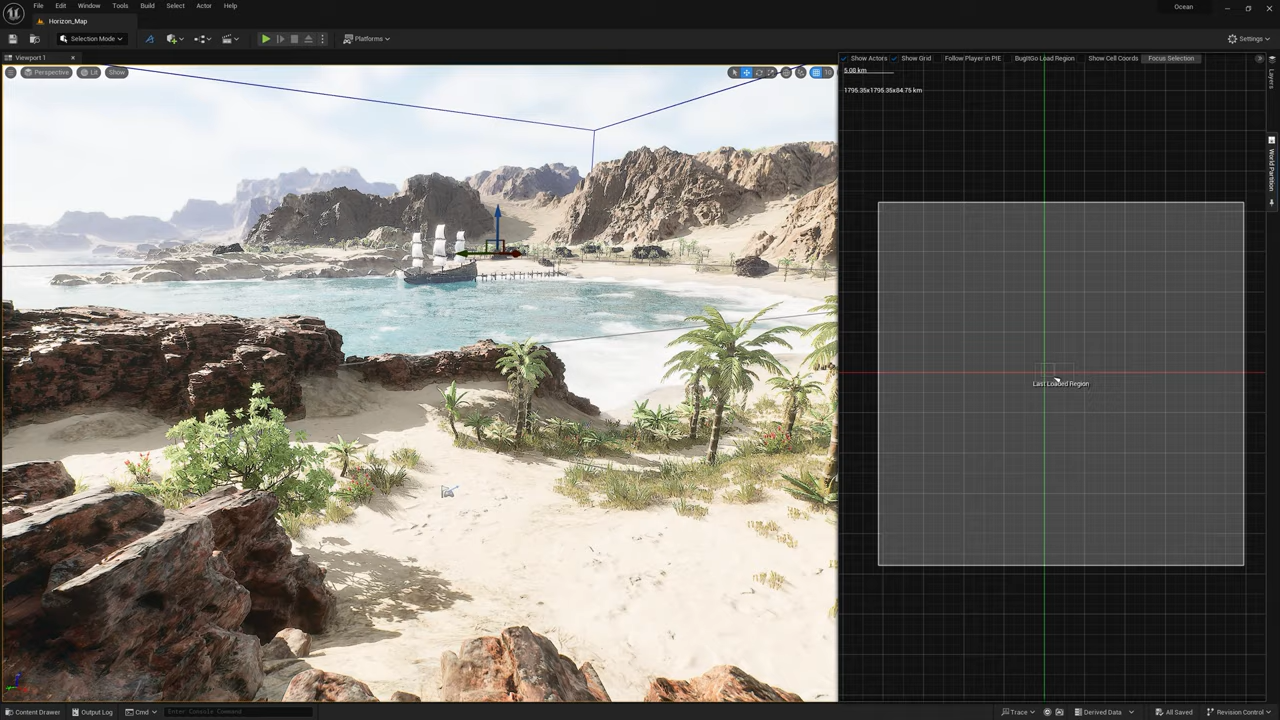 File Edit Window Tools Build Select Actor Help
Ocean
Horizon_Map
Selection Mode
Platforms
Settings
Viewport 1
Perspective Lit Show
10
Show Actors Show Grid Follow Player in PIE BugItGo Load Region Show Cell Coords Focus Selection
5.08 km
1795.35x1795.35x84.75 km
Layers
World Partition
Last Loaded Region
Content Drawer Output Log Cmd Enter Console Command
Trace Derived Data All Saved Revision Control